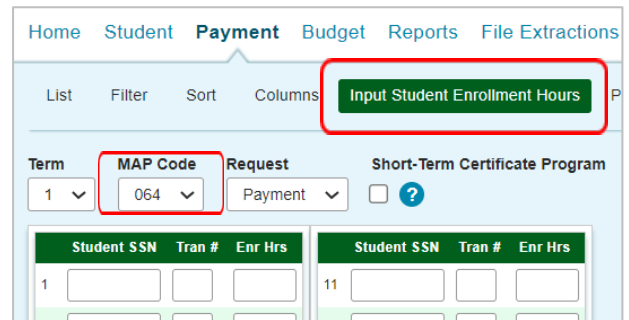 Home Student Payment Budget Reports File Extractions
List Filter Sort Columns Input Student Enrollment Hours P
Term MAP Code Request Short-Term Certificate Program
1 064 Payment ?
Student SSN Tran # Enr Hrs Student SSN Tran # Enr Hrs
1 11